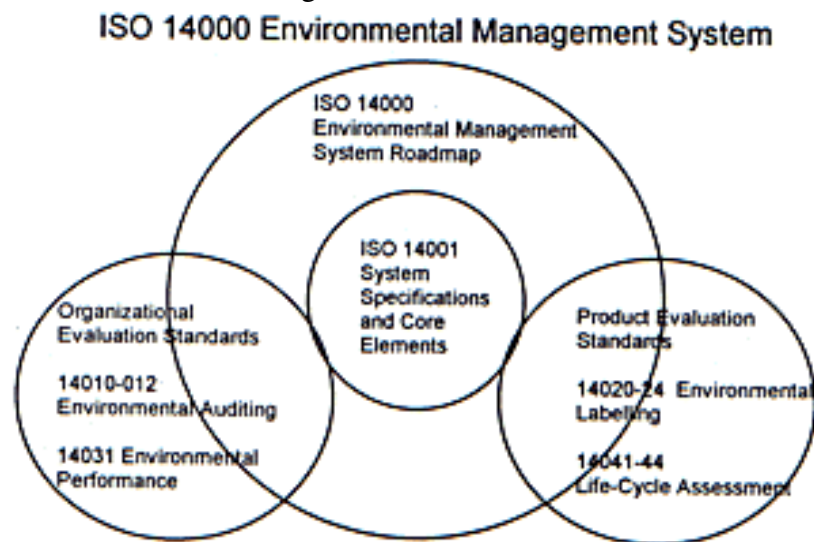 ISO 14000 Environmental Management System
ISO 14000
Environmental Management
System Roadmap
ISO 14001
System
Specifications
and Core
Elements
Organizational
Evaluation Standards
14010-012
Environmental Auditing
14031 Environmental
Performance
Product Evaluation
Standards
14020-24 Environmental
Labelling
14041-44
Life-Cycle Assessment